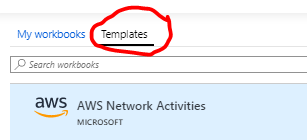 My workbooks Templates
Search workbooks
aws AWS Network Activities
MICROSOFT